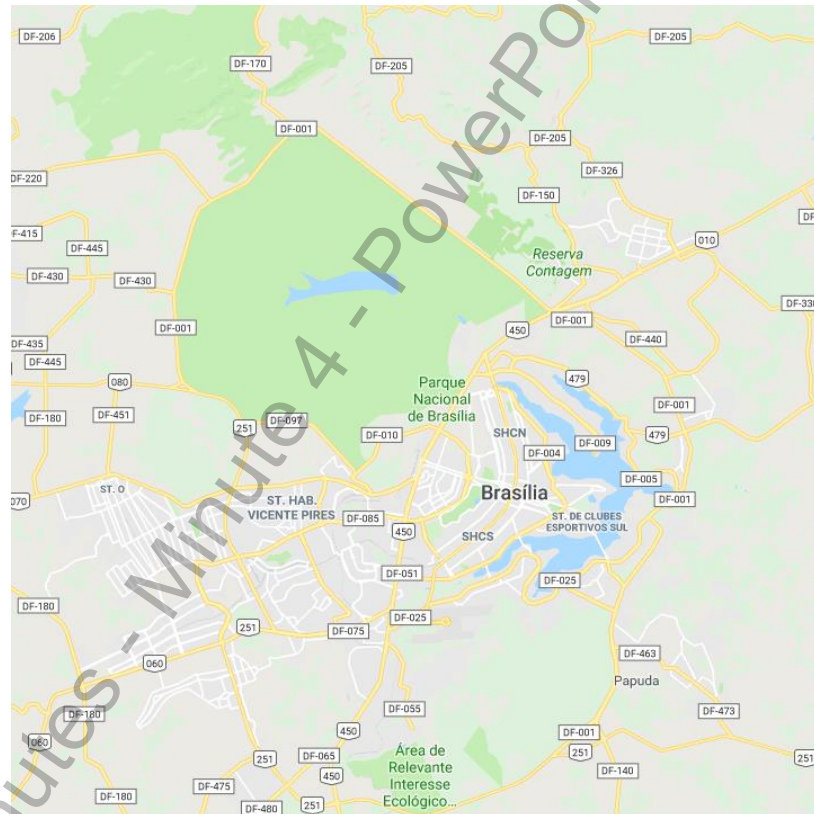 DF-206
DF-205
DF-170
DF-205
DF-001
DF-205
DF-326
DF-220
DF-150
DF-415
DF-445
010
Reserva
Contagem
DF-430
DF-430
DF-330
DF-001
DF-001
450
DF-435
DF-440
DF-445
080
479
Parque
Nacional
de Brasília
DF-001
DF-180
DF-451
DF-097
251
DF-010
SHCN
479
DF-009
DF-004
DF-005
ST. O
070
ST. HAB.
VICENTE PIRES
Brasília
DF-001
DF-085
ST. DE CLUBES
ESPORTIVOS SUL
450
SHCS
DF-051
DF-025
DF-180
DF-025
251
DF-075
060
DF-463
Papuda
DF-180
DF-055
DF-473
060
450
DF-001
251
251
251
DF-065
Área de
Relevante
Interesse
Ecológico...
450
DF-140
DF-475
DF-180
DF-480
251
nutes - Minute 4 - PowerPoi